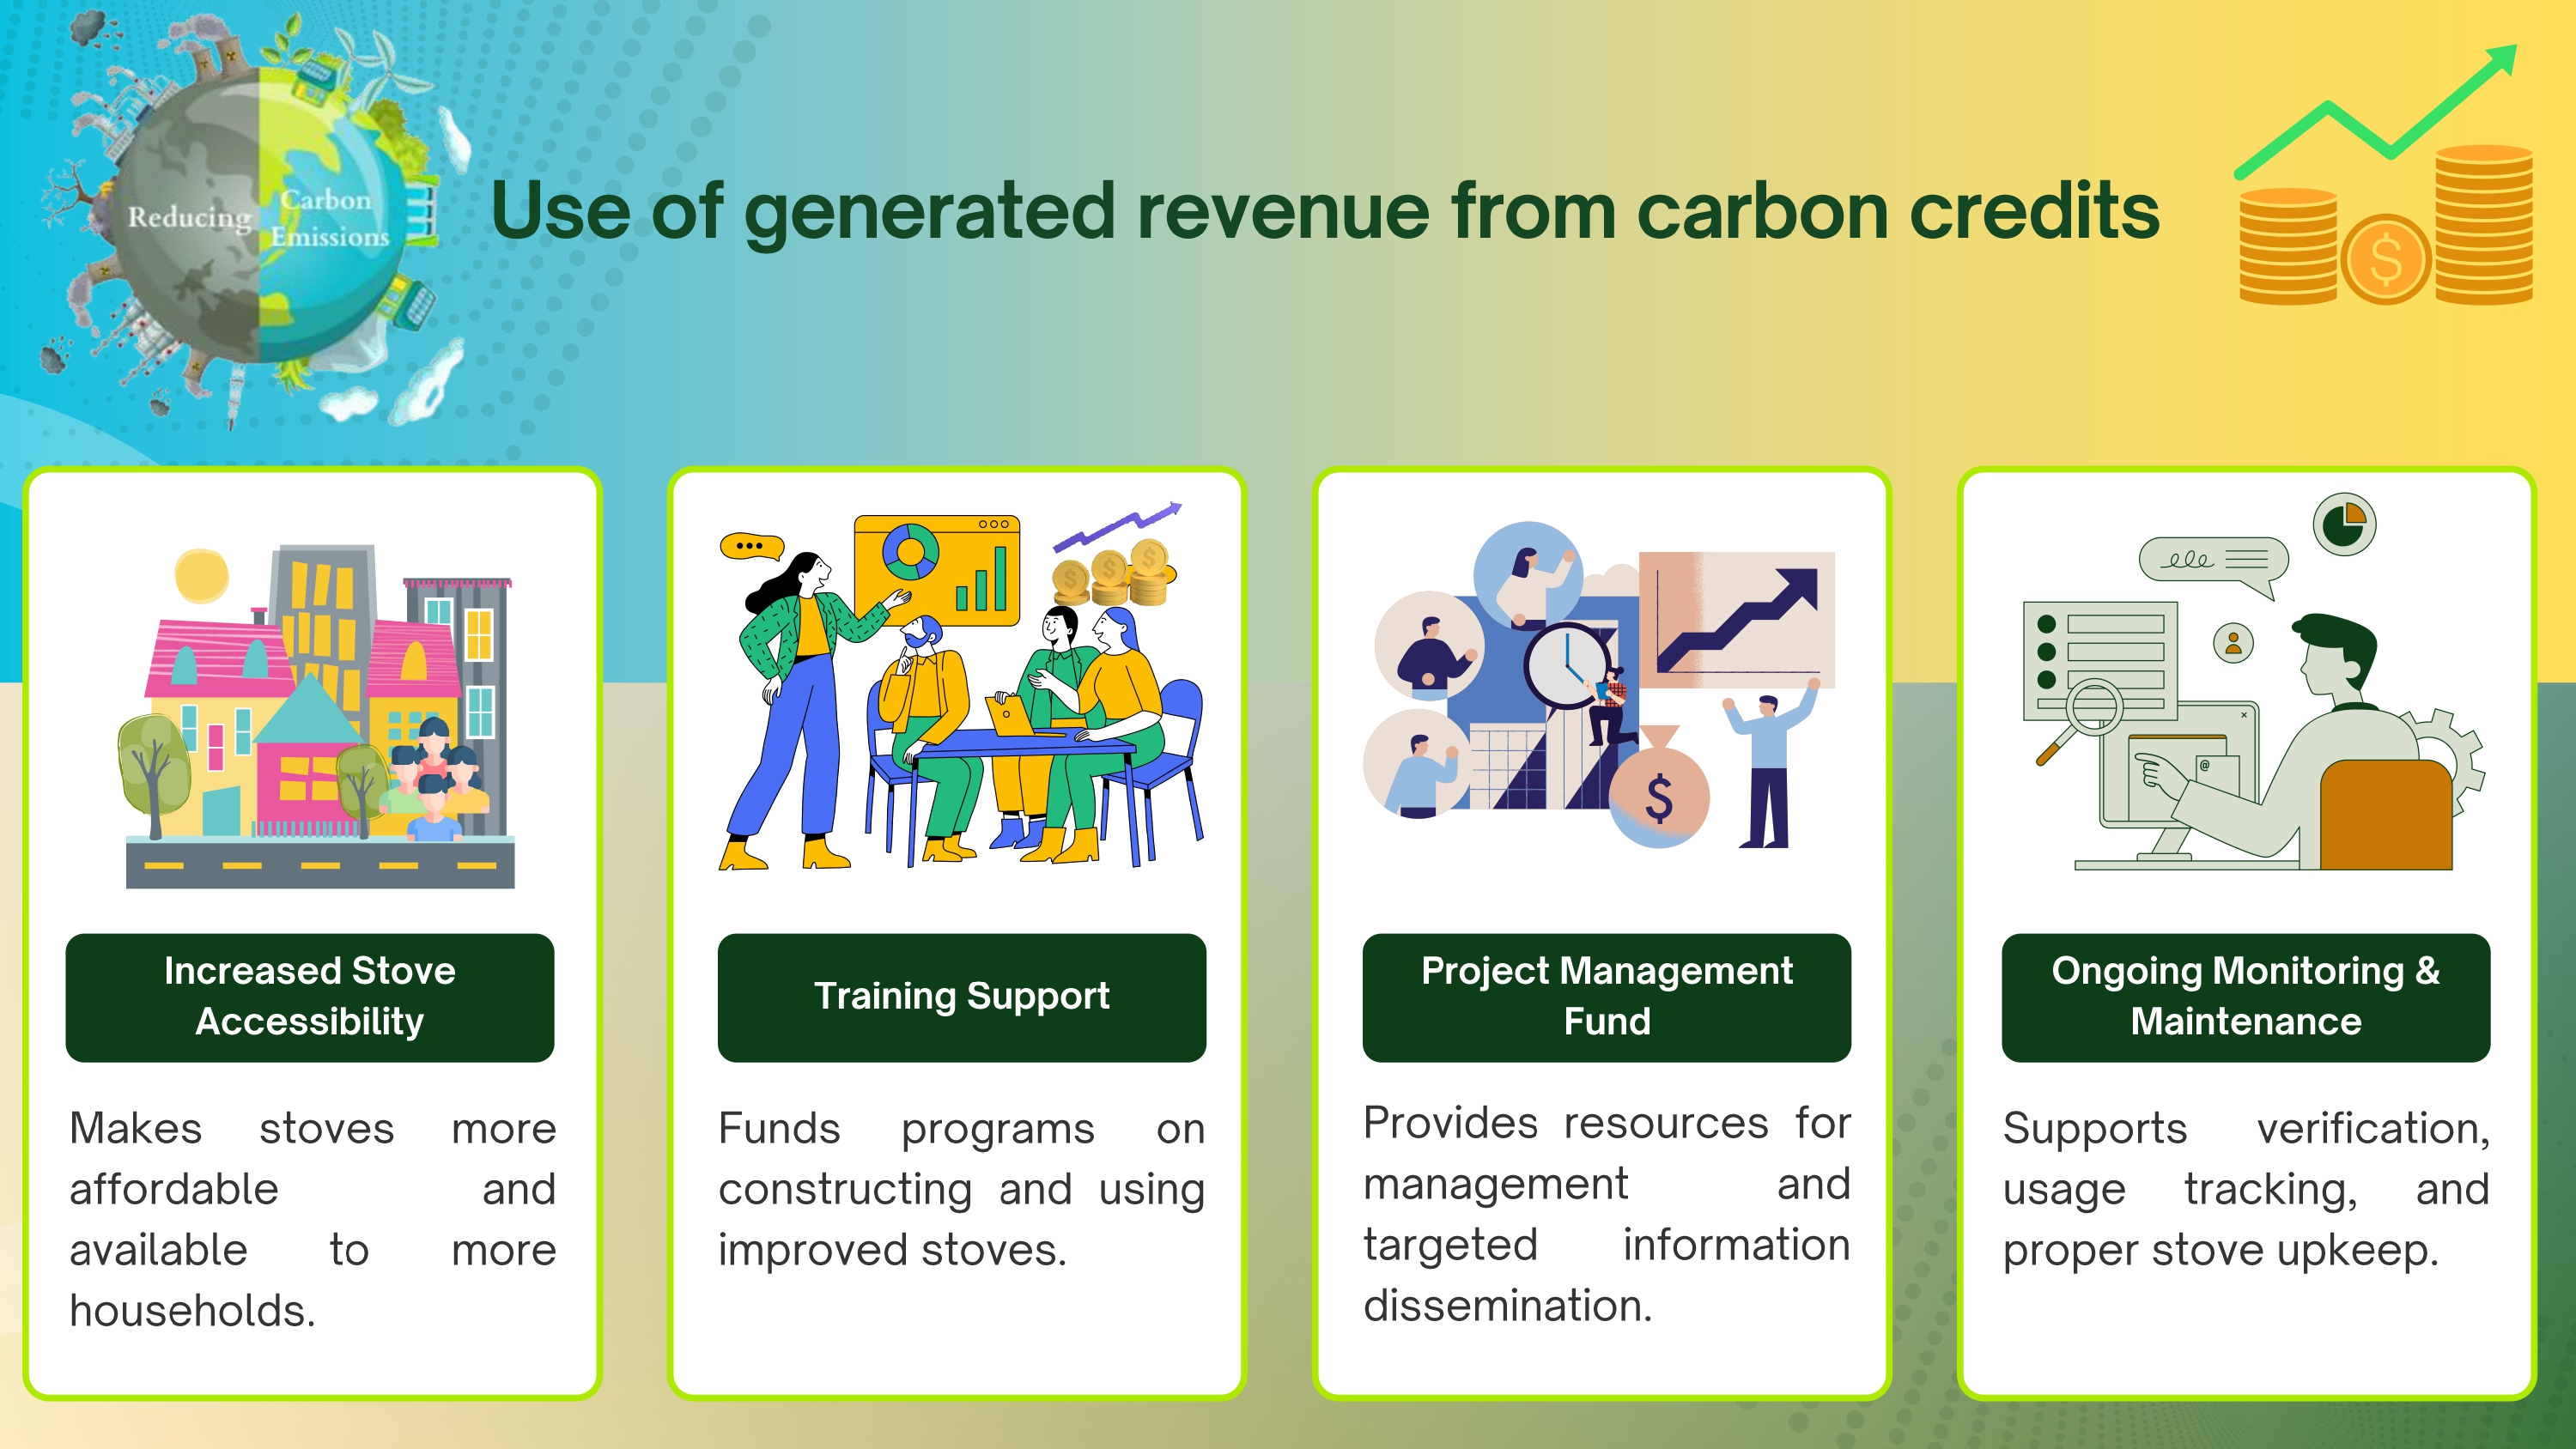 Reducing
Carbon
Emissions
Use of generated revenue from carbon credits
$
$ $ $
$
@
Increased Stove
Accessibility
Makes stoves more
affordable and
available to more
households.
Training Support
Funds programs on
constructing and using
improved stoves.
Project Management
Fund
Provides resources for
management and
targeted information
dissemination.
Ongoing Monitoring &
Maintenance
Supports verification,
usage tracking, and
proper stove upkeep.